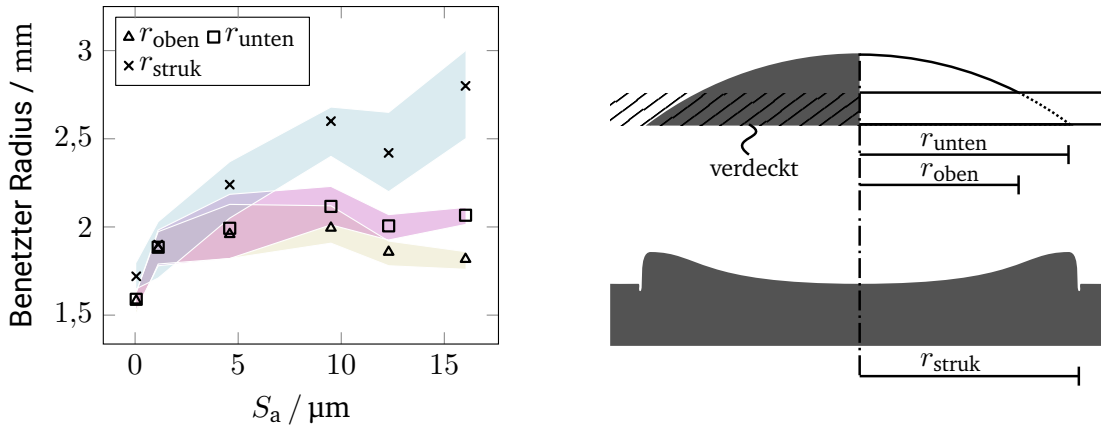 Benetzter Radius / mm
3
2,5
2
1,5
r_oben r_unten
r_struk
0 5 10 15
S_a / µm
verdeckt
r_unten
r_oben
r_struk